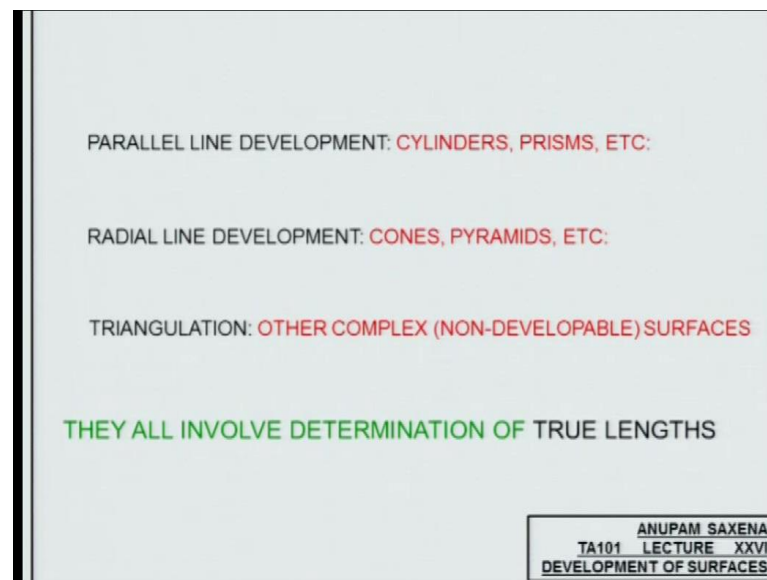 PARALLEL LINE DEVELOPMENT: CYLINDERS, PRISMS, ETC:
RADIAL LINE DEVELOPMENT: CONES, PYRAMIDS, ETC:
TRIANGULATION: OTHER COMPLEX (NON-DEVELOPABLE) SURFACES
THEY ALL INVOLVE DETERMINATION OF TRUE LENGTHS
ANUPAM SAXENA
TA101 LECTURE XXVI
DEVELOPMENT OF SURFACES